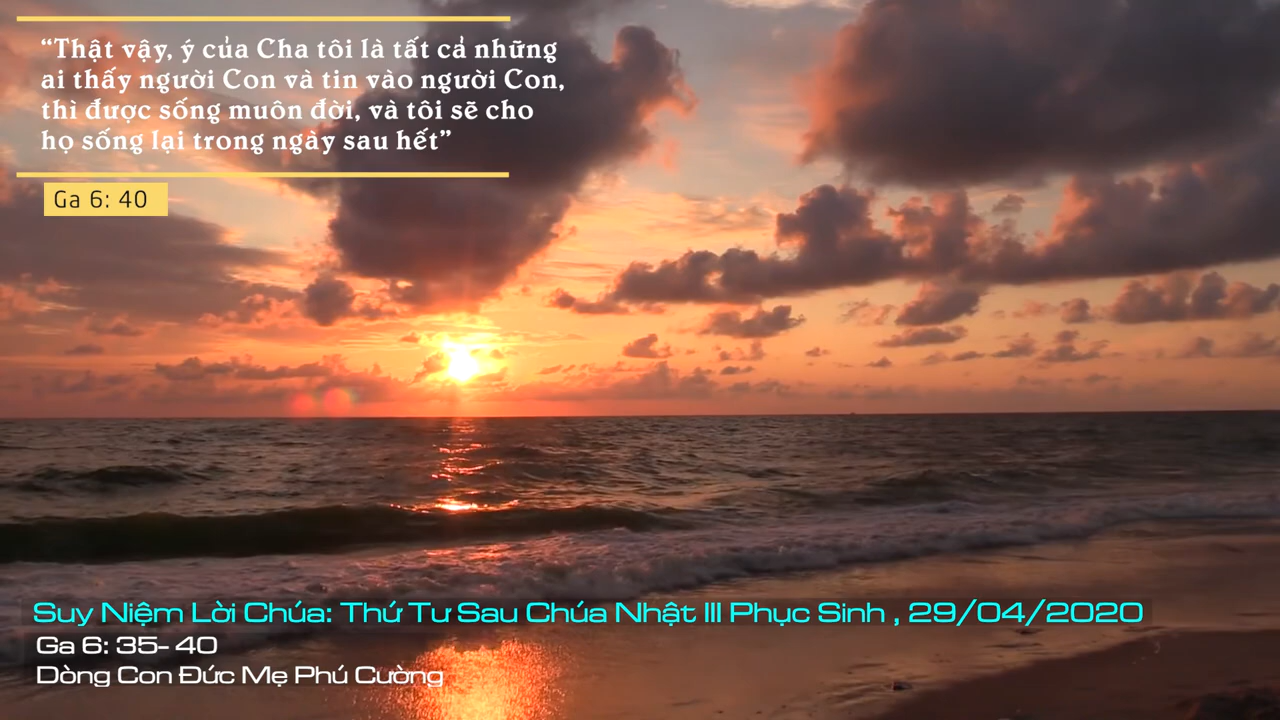 “Thật vậy, ý của Cha tôi là tất cả những
ai thấy người Con và tin vào người Con,
thì được sống muôn đời, và tôi sẽ cho
họ sống lại trong ngày sau hết”
Ga 6: 40
Suy Niệm Lời Chúa: Thứ Tư Sau Chúa Nhật III Phục Sinh , 29/04/2020
Ga 6: 35- 40
Dòng Con Đức Mẹ Phú Cường